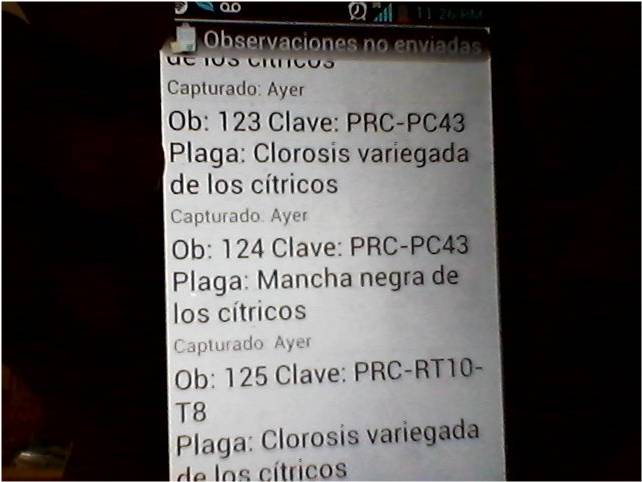 11:26 PM
Observaciones no enviadas
de los cítricos
Capturado: Ayer
Ob: 123 Clave: PRC-PC43
Plaga: Clorosis variegada
de los cítricos
Capturado. Ayer
Ob: 124 Clave: PRC-PC43
Plaga: Mancha negra de
los cítricos
Capturado Ayer
Ob: 125 Clave: PRC-RT10-
T8
Plaga: Clorosis variegada
de los cítricos